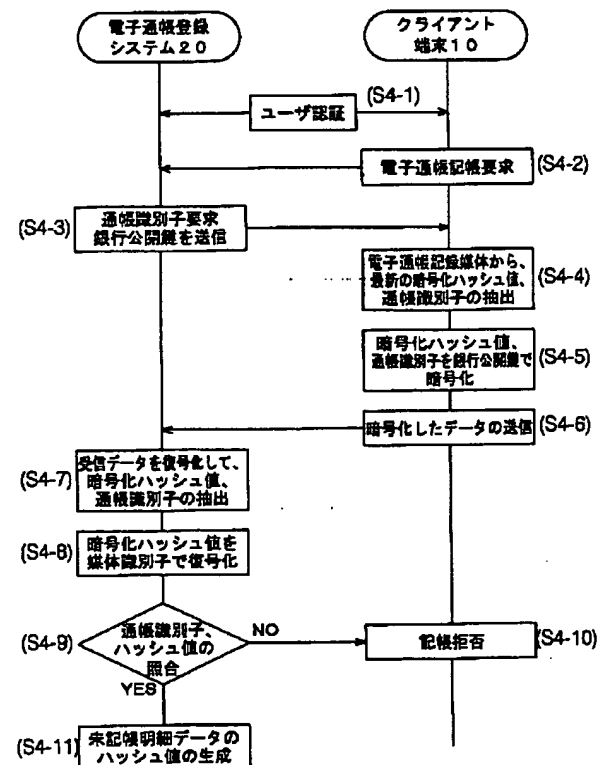 電子通帳登録
システム20
クライアント
端末10
ユーザ認証
(S4-1)
電子通帳記帳要求
(S4-2)
(S4-3)
通帳識別子要求
銀行公開鍵を送信
電子通帳記録媒体から、
最新の暗号化ハッシュ値、
通帳識別子の抽出
(S4-4)
暗号化ハッシュ値、
通帳識別子を銀行公開鍵で
暗号化
(S4-5)
暗号化したデータの送信
(S4-6)
(S4-7)
受信データを復号化して、
暗号化ハッシュ値、
通帳識別子の抽出
(S4-8)
暗号化ハッシュ値を
媒体識別子で復号化
(S4-9)
通帳識別子、
ハッシュ値の
照合
NO
YES
記帳拒否
(S4-10)
(S4-11)
未記帳明細データの
ハッシュ値の生成